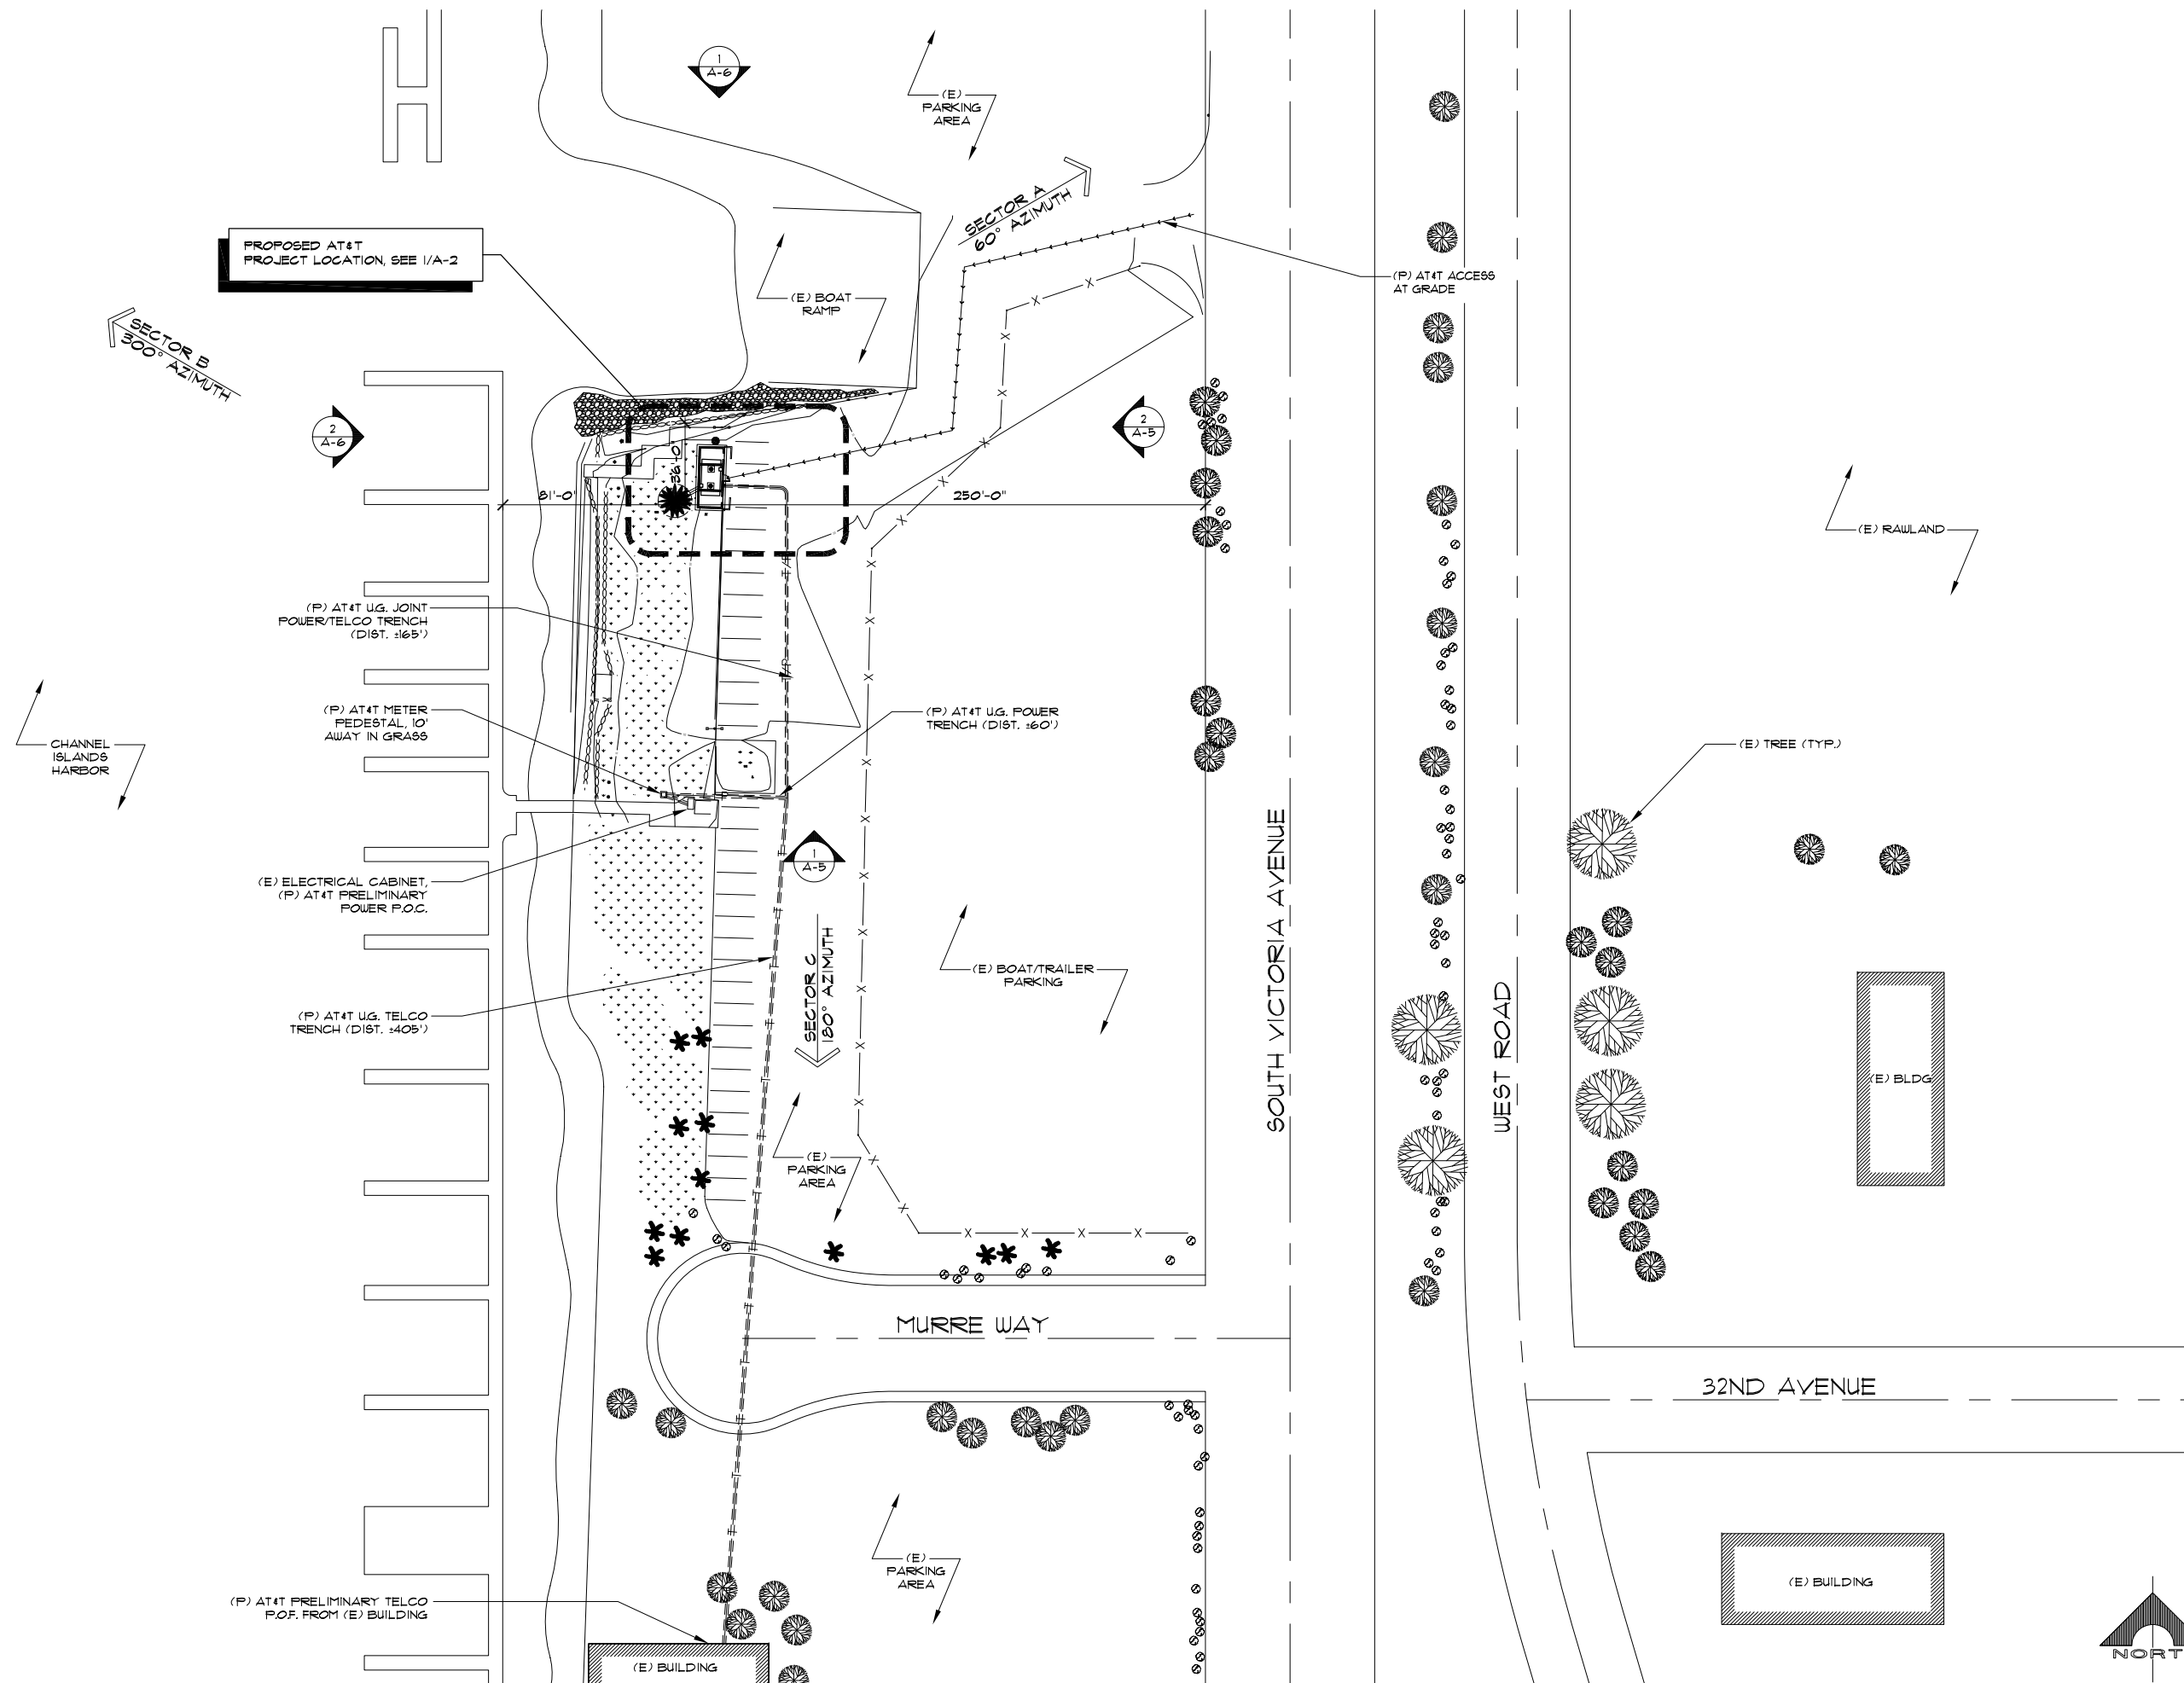 1
A-6
(E)
PARKING
AREA
SECTOR A
60° AZIMUTH
PROPOSED AT&T
PROJECT LOCATION, SEE 1/A-2
(P) AT&T ACCESS
AT GRADE
(E) BOAT
RAMP
SECTOR B
300° AZIMUTH
2
A-6
2
A-5
36'-0"
81'-0"
250'-0"
(E) RAWLAND
(P) AT&T U.G. JOINT
POWER/TELCO TRENCH
(DIST. ±165')
(P) AT&T METER
PEDESTAL, 10'
AWAY IN GRASS
(P) AT&T U.G. POWER
TRENCH (DIST. ±60')
CHANNEL
ISLANDS
HARBOR
(E) TREE (TYP.)
1
A-5
(E) ELECTRICAL CABINET,
(P) AT&T PRELIMINARY
POWER P.O.C.
SOUTH VICTORIA AVENUE
SECTOR C
180° AZIMUTH
(E) BOAT/TRAILER
PARKING
(P) AT&T U.G. TELCO
TRENCH (DIST. ±405')
WEST ROAD
(E) BLDG
(E)
PARKING
AREA
MURRE WAY
32ND AVENUE
(E)
PARKING
AREA
(E) BUILDING
(P) AT&T PRELIMINARY TELCO
P.O.F. FROM (E) BUILDING
(E) BUILDING
NORT